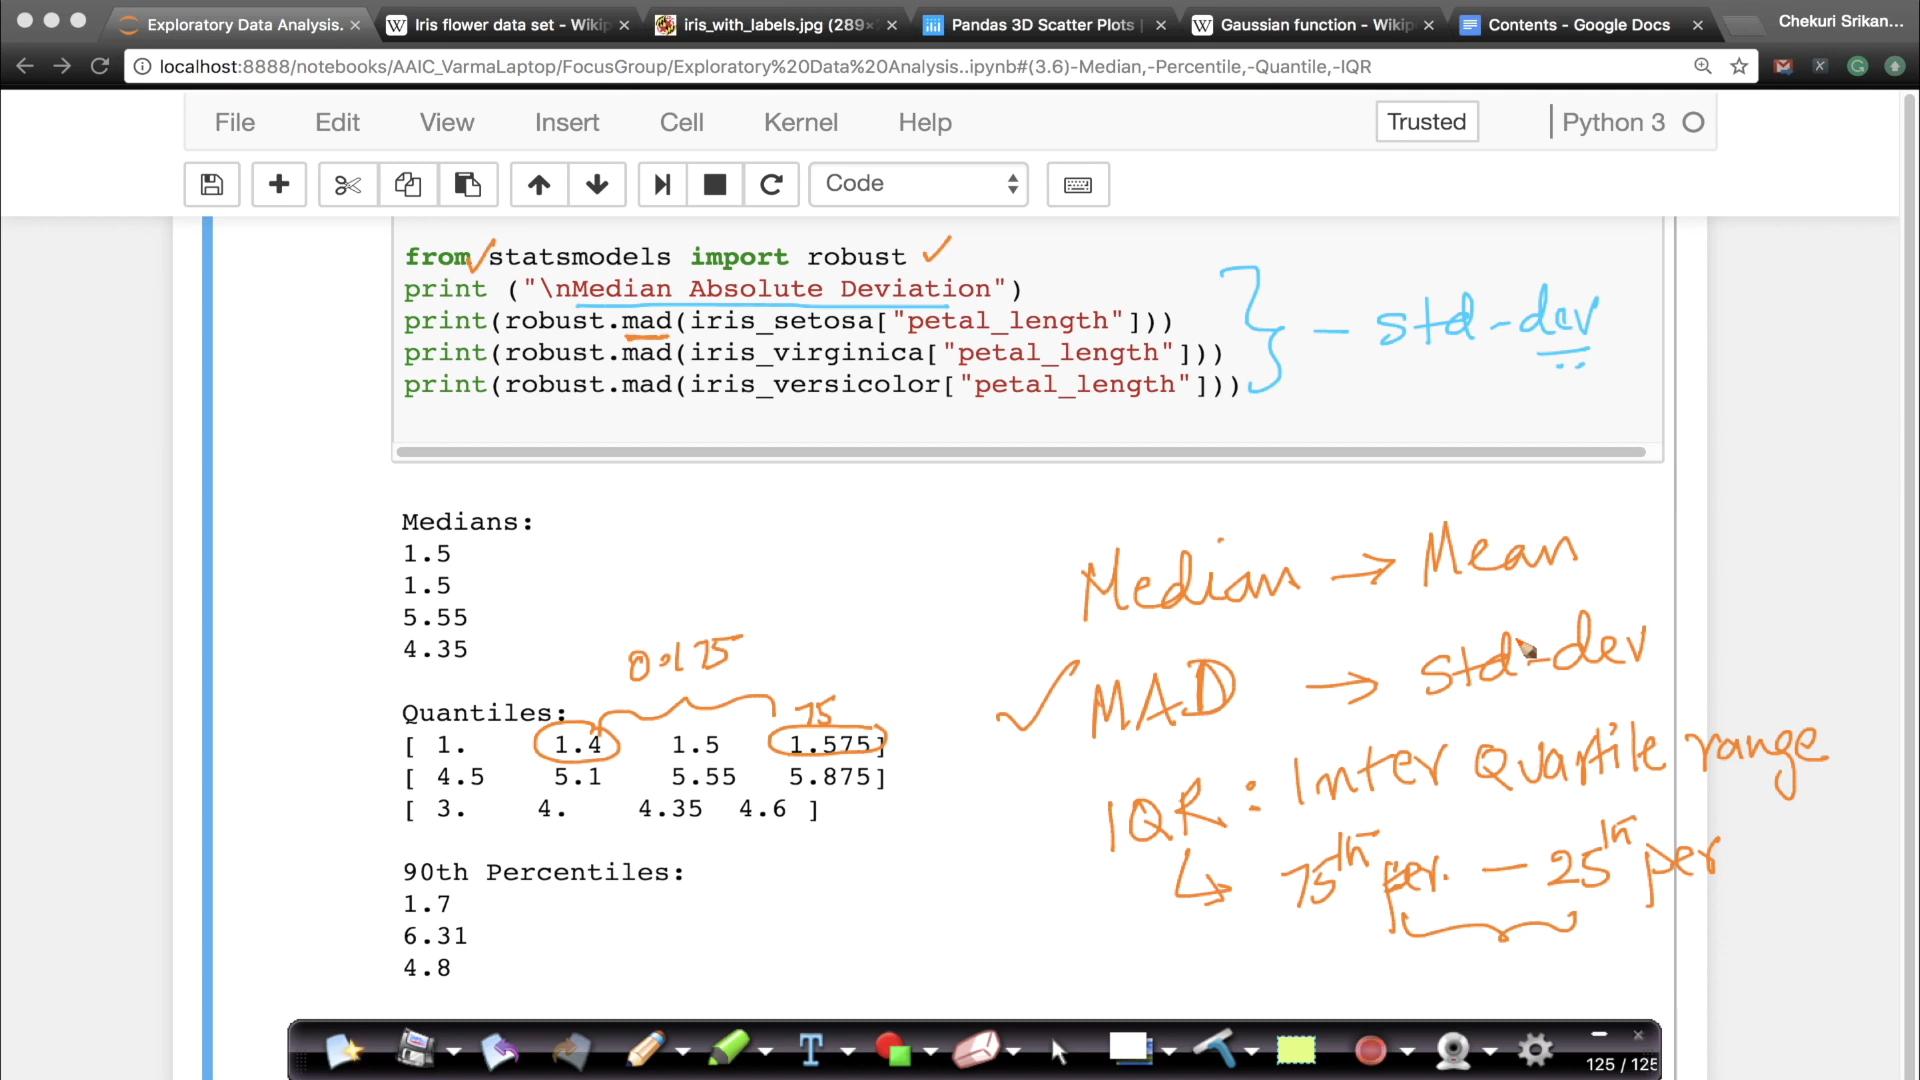 Exploratory Data Analysis.
Iris flower data set - Wikip
iris_with_labels.jpg (289×
Pandas 3D Scatter Plots |
Gaussian function - Wikip
Contents - Google Docs
Chekuri Srikan...
localhost:8888/notebooks/AAIC_VarmaLaptop/FocusGroup/Exploratory%20Data%20Analysis..ipynb#(3.6)-Median,-Percentile,-Quantile,-IQR
File Edit View Insert Cell Kernel Help Trusted Python 3
Code
from statsmodels import robust
print ("\nMedian Absolute Deviation")
print(robust.mad(iris_setosa["petal_length"]))
print(robust.mad(iris_virginica["petal_length"]))
print(robust.mad(iris_versicolor["petal_length"]))
- std-dev
Medians:
1.5
1.5
5.55
4.35
0.175
75
Quantiles:
[ 1. 1.4 1.5 1.575]
[ 4.5 5.1 5.55 5.875]
[ 3. 4. 4.35 4.6 ]
90th Percentiles:
1.7
6.31
4.8
Median → Mean
MAD → std-dev
IQR: Inter Quartile range
75th per. - 25th per
125 / 125